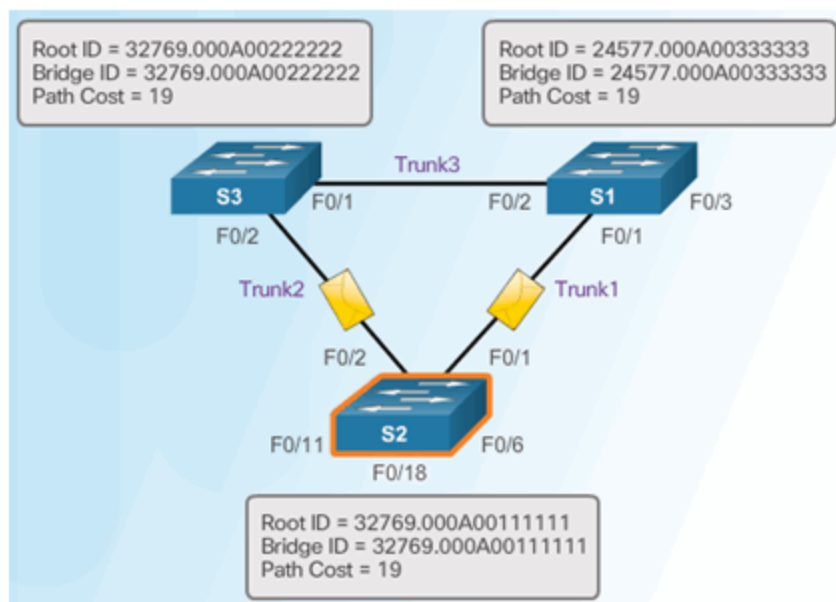 Root ID = 32769.000A00222222
Bridge ID = 32769.000A00222222
Path Cost = 19
Root ID = 24577.000A00333333
Bridge ID = 24577.000A00333333
Path Cost = 19
Trunk3
S3
F0/1
F0/2
S1
F0/3
F0/2
F0/1
Trunk2
Trunk1
F0/2
F0/1
S2
F0/11
F0/6
F0/18
Root ID = 32769.000A00111111
Bridge ID = 32769.000A00111111
Path Cost = 19